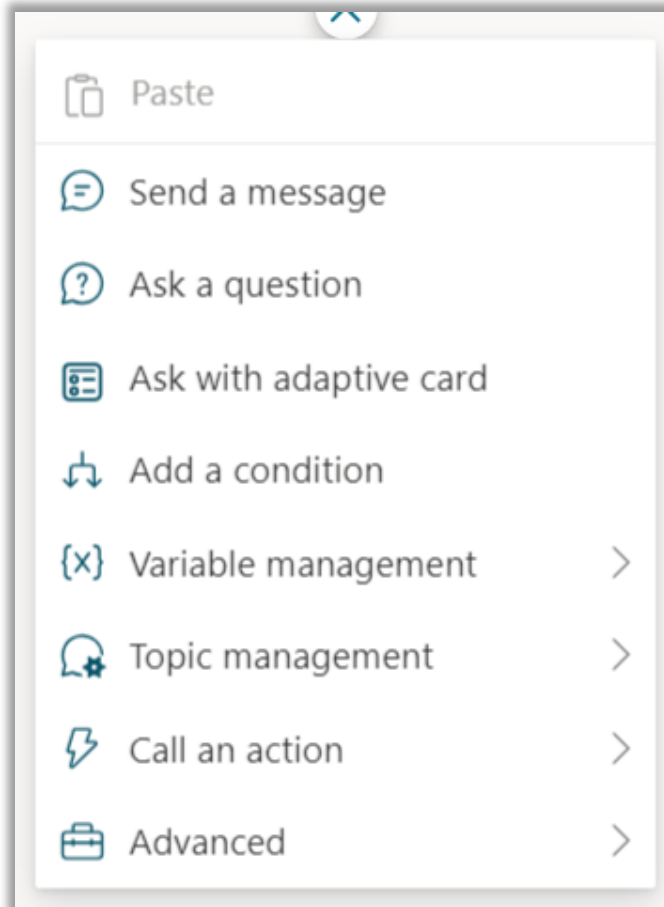 Paste
Send a message
Ask a question
Ask with adaptive card
Add a condition
{x} Variable management
Topic management
Call an action
Advanced